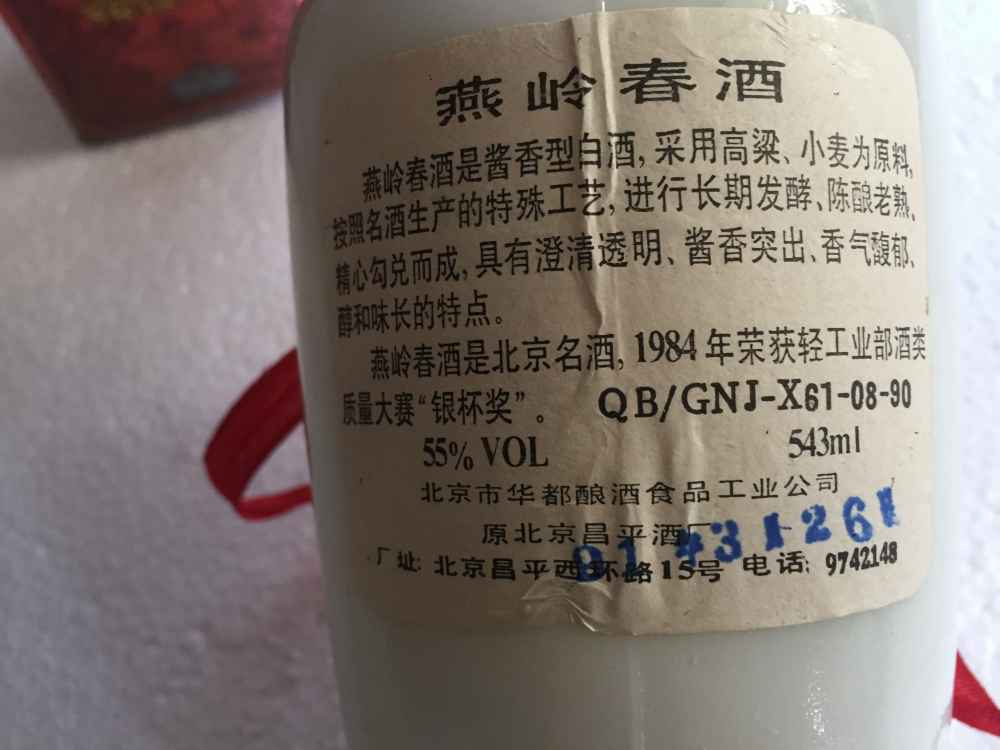 燕岭春酒
燕岭春酒是酱香型白酒,采用高粱、小麦为原料,
按照名酒生产的特殊工艺,进行长期发酵、陈酿老熟、
精心勾兑而成,具有澄清透明、酱香突出、香气馥郁、
醇和味长的特点。
燕岭春酒是北京名酒,1984年荣获轻工业部酒类
质量大赛“银杯奖”。 QB/GNJ-X61-08-90
55% VOL 543ml
北京市华都酿酒食品工业公司
原北京昌平酒厂
厂址: 北京昌平西环路15号 电话: 9742148